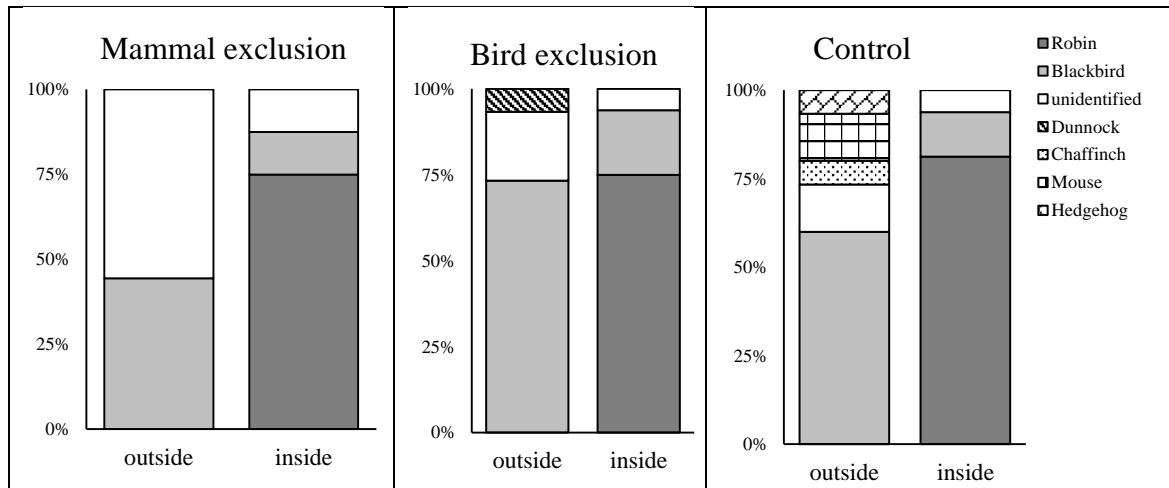 Mammal exclusion
100%
75%
50%
25%
0%
outside inside
Bird exclusion
100%
75%
50%
25%
0%
outside inside
Control
100%
75%
50%
25%
0%
outside inside
Robin
Blackbird
unidentified
Dunnock
Chaffinch
Mouse
Hedgehog